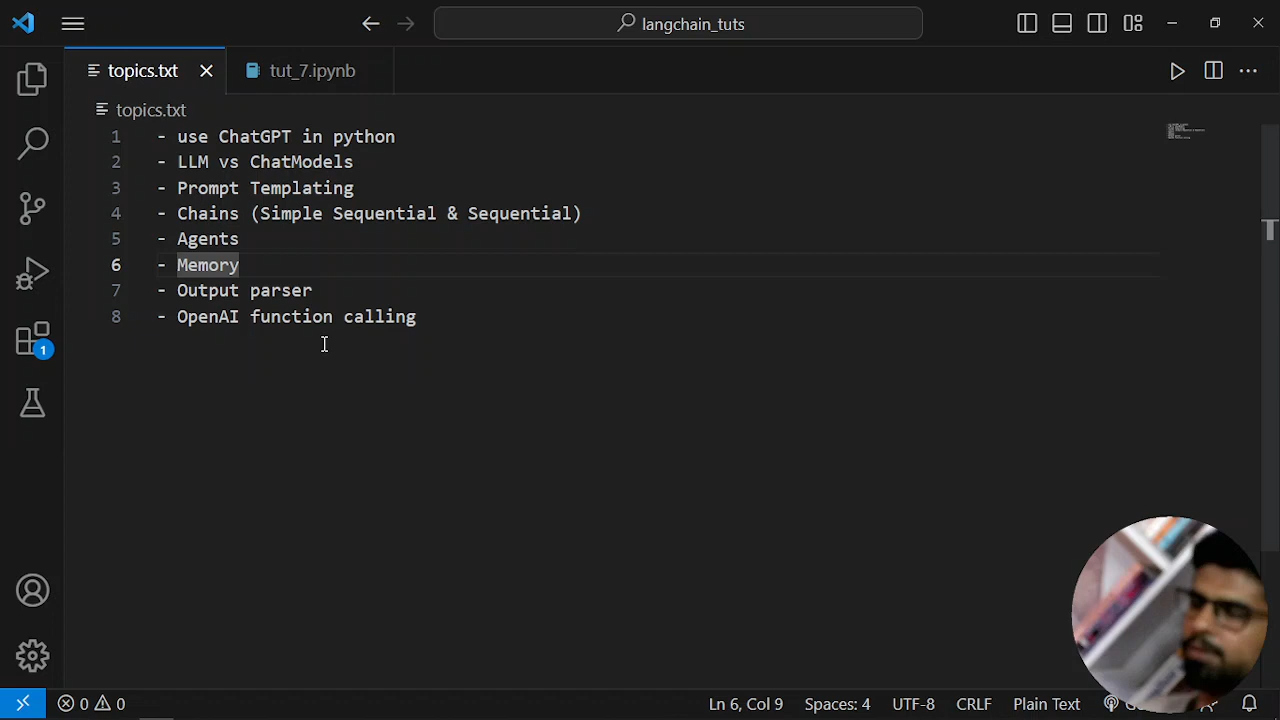 langchain_tuts
topics.txt
tut_7.ipynb
topics.txt
1 - use ChatGPT in python
2 - LLM vs ChatModels
3 - Prompt Templating
4 - Chains (Simple Sequential & Sequential)
5 - Agents
6 - Memory
7 - Output parser
8 - OpenAI function calling
1
0 0 Ln 6, Col 9 Spaces: 4 UTF-8 CRLF Plain Text